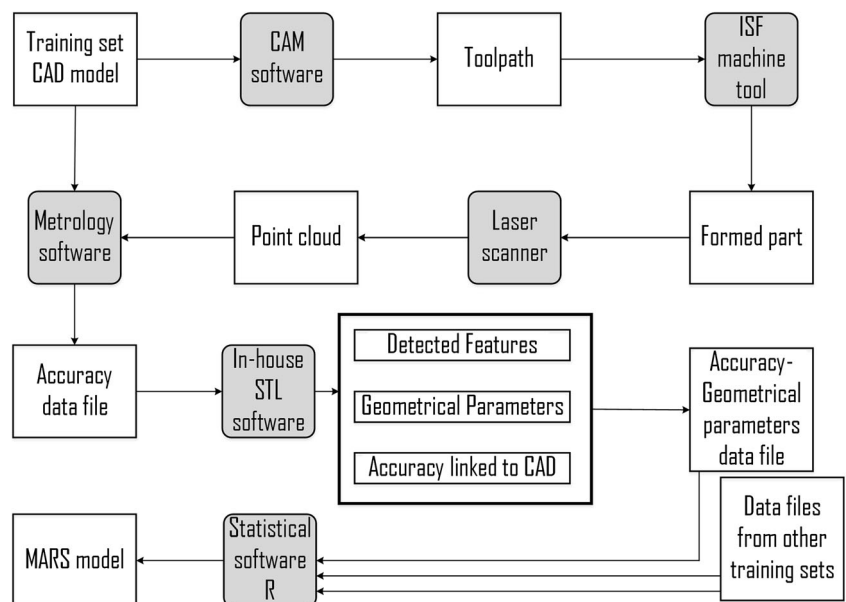 Training set
CAD model
CAM
software
Toolpath
ISF
machine
tool
Metrology
software
Point cloud
Laser
scanner
Formed part
Accuracy
data file
In-house
STL
software
Detected Features
Geometrical Parameters
Accuracy linked to CAD
Accuracy-
Geometrical
parameters
data file
MARS model
Statistical
software
R
Data files
from other
training sets